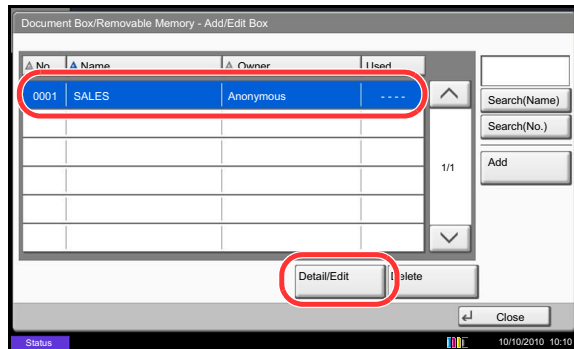 Document Box/Removable Memory - Add/Edit Box
No. Name Owner Used
0001 SALES Anonymous ----
Search(Name)
Search(No.)
1/1
Add
Detail/Edit Delete
Close
Status 10/10/2010 10:10